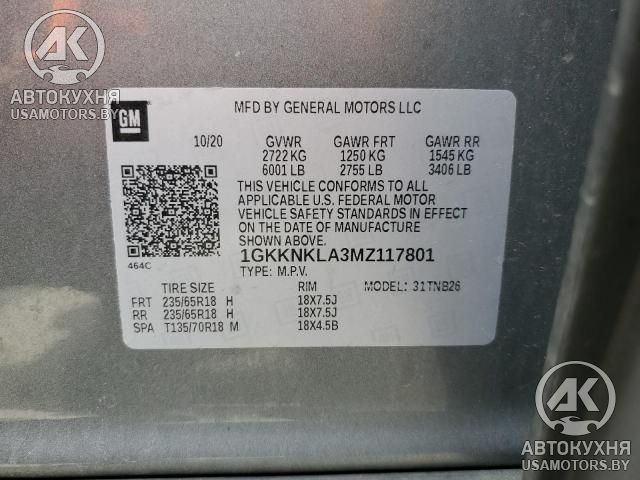 АВТОКУХНЯ
USAMOTORS.BY
GM
MFD BY GENERAL MOTORS LLC
10/20 GVWR GAWR FRT GAWR RR
2722 KG 1250 KG 1545 KG
6001 LB 2755 LB 3406 LB
THIS VEHICLE CONFORMS TO ALL
APPLICABLE U.S. FEDERAL MOTOR
VEHICLE SAFETY STANDARDS IN EFFECT
ON THE DATE OF MANUFACTURE
SHOWN ABOVE.
464C
1GKKNKLA3MZ117801
TYPE: M.P.V.
TIRE SIZE RIM MODEL: 31TNB26
FRT 235/65R18 H 18X7.5J
RR 235/65R18 H 18X7.5J
SPA T135/70R18 M 18X4.5B
АК
АВТОКУХНЯ
USAMOTORS.BY